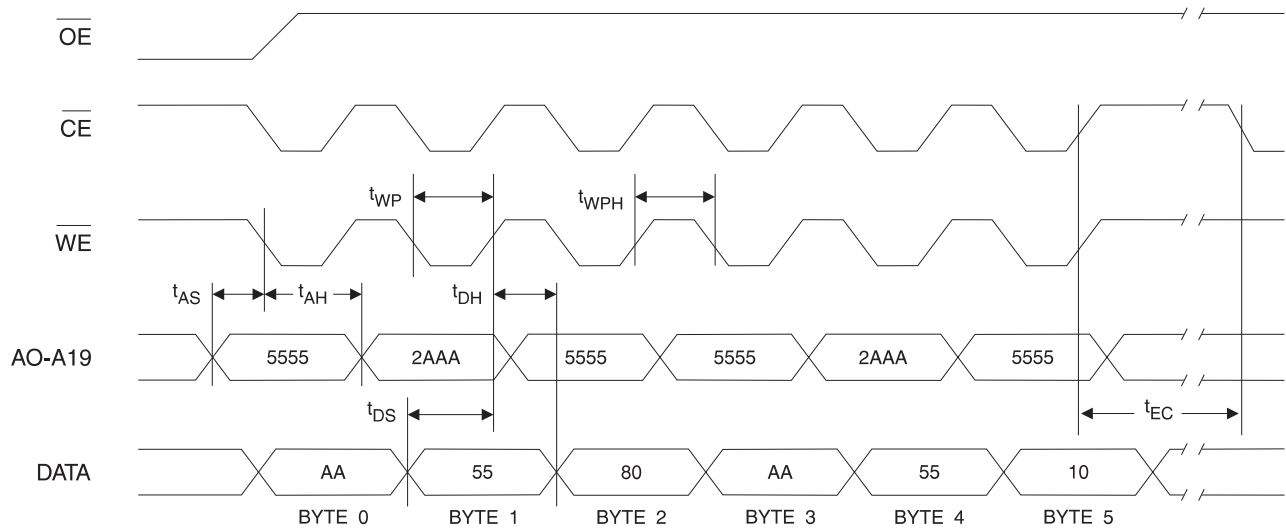 OE
CE
tWP
tWPH
WE
tAS
tAH
tDH
AO-A19
5555
2AAA
5555
5555
2AAA
5555
tDS
tEC
DATA
AA
55
80
AA
55
10
BYTE 0
BYTE 1
BYTE 2
BYTE 3
BYTE 4
BYTE 5